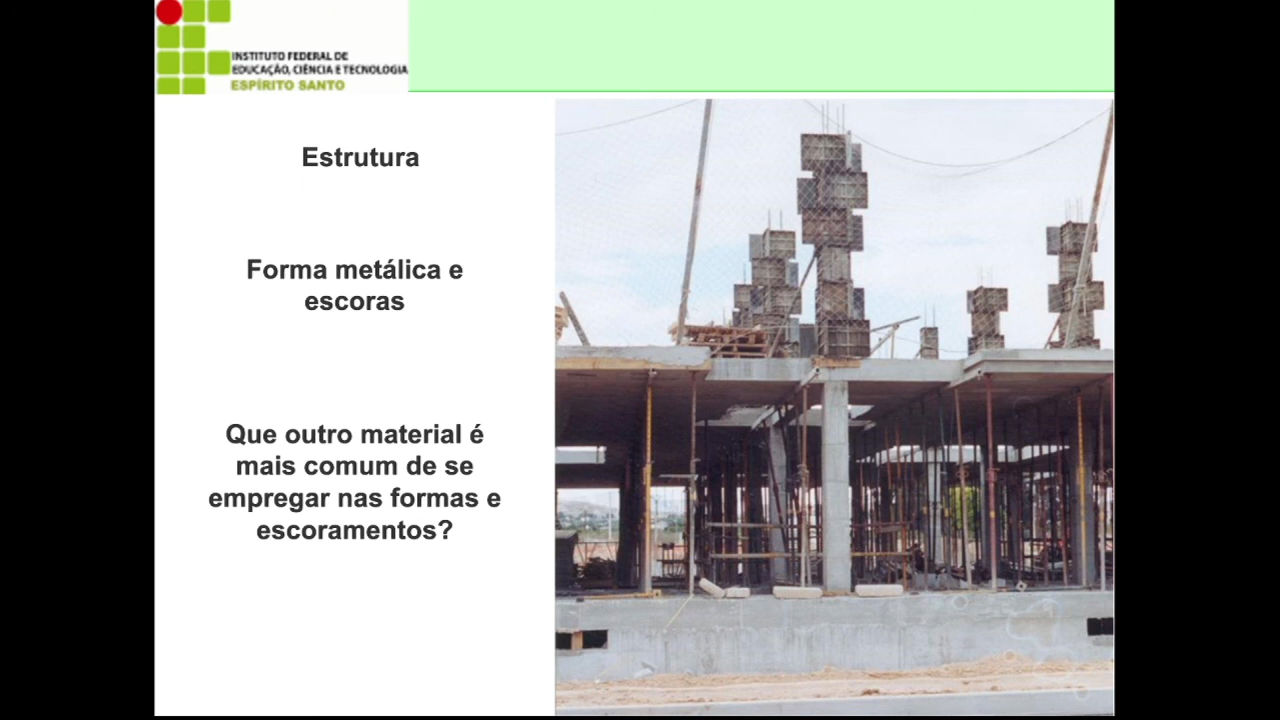 INSTITUTO FEDERAL DE
EDUCAÇÃO, CIÊNCIA E TECNOLOGIA
ESPÍRITO SANTO
Estrutura
Forma metálica e
escoras
Que outro material é
mais comum de se
empregar nas formas e
escoramentos?